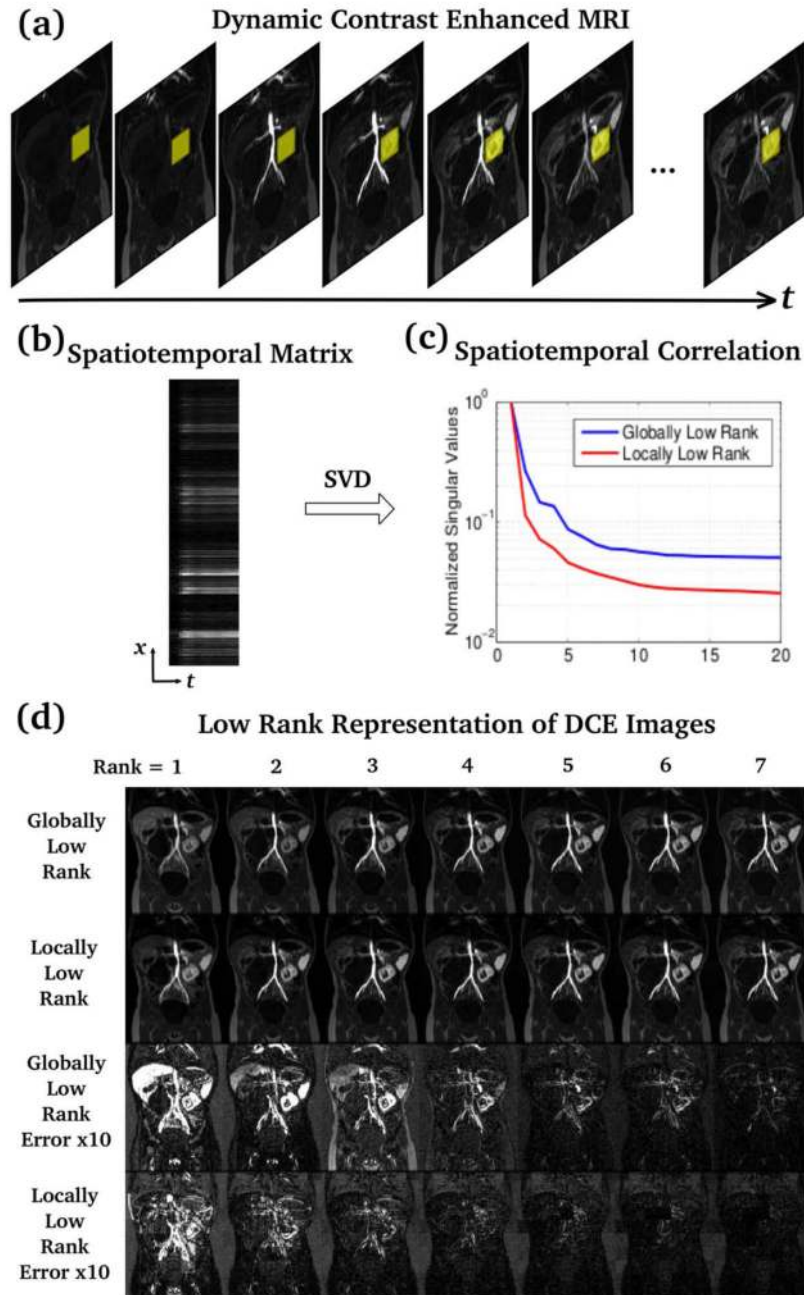 (a) Dynamic Contrast Enhanced MRI
...
t
(b) Spatiotemporal Matrix
x
t
SVD
(c) Spatiotemporal Correlation
Normalized Singular Values
10^0
10^-1
10^-2
0 5 10 15 20
Globally Low Rank
Locally Low Rank
(d) Low Rank Representation of DCE Images
Rank = 1 2 3 4 5 6 7
Globally
Low
Rank
Locally
Low
Rank
Globally
Low
Rank
Error x10
Locally
Low
Rank
Error x10